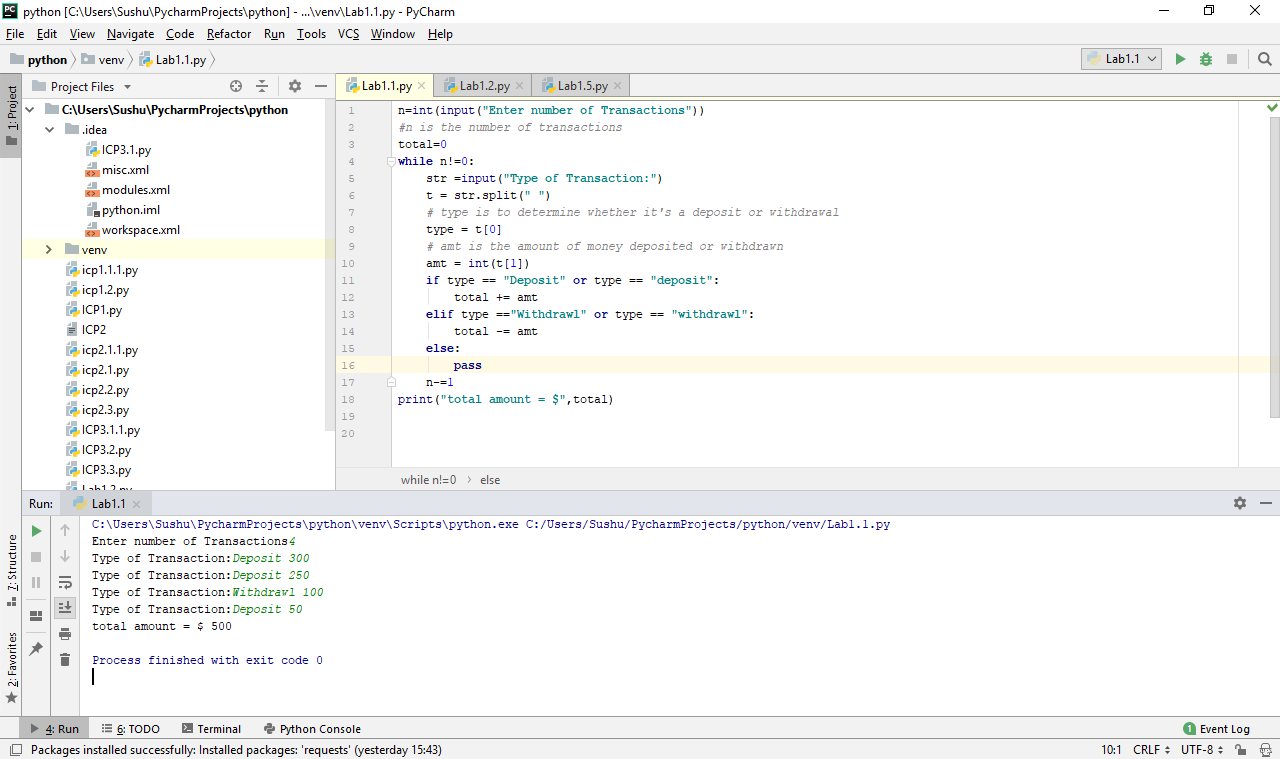 python [C:\Users\Sushu\PycharmProjects\python] - ...\venv\Lab1.1.py - PyCharm
File Edit View Navigate Code Refactor Run Tools VCS Window Help
python venv Lab1.1.py Lab1.1
1: Project
Project Files
C:\Users\Sushu\PycharmProjects\python
.idea
ICP3.1.py
misc.xml
modules.xml
python.iml
workspace.xml
venv
icp1.1.1.py
icp1.2.py
ICP1.py
ICP2
icp2.1.1.py
icp2.1.py
icp2.2.py
icp2.3.py
ICP3.1.1.py
ICP3.2.py
ICP3.3.py
Lab1.2.py
Lab1.1.py Lab1.2.py Lab1.5.py
1 n=int(input("Enter number of Transactions"))
2 #n is the number of transactions
3 total=0
4 while n!=0:
5 str =input("Type of Transaction:")
6 t = str.split(" ")
7 # type is to determine whether it's a deposit or withdrawal
8 type = t[0]
9 # amt is the amount of money deposited or withdrawn
10 amt = int(t[1])
11 if type == "Deposit" or type == "deposit":
12 total += amt
13 elif type =="Withdrawl" or type == "withdrawl":
14 total -= amt
15 else:
16 pass
17 n-=1
18 print("total amount = $",total)
19
20
while n!=0 › else
Run: Lab1.1
C:\Users\Sushu\PycharmProjects\python\venv\Scripts\python.exe C:/Users/Sushu/PycharmProjects/python/venv/Lab1.1.py
Enter number of Transactions4
Type of Transaction:Deposit 300
Type of Transaction:Deposit 250
Type of Transaction:Withdrawl 100
Type of Transaction:Deposit 50
total amount = $ 500
Process finished with exit code 0
7: Structure
2: Favorites
4: Run 6: TODO Terminal Python Console 1 Event Log
Packages installed successfully: Installed packages: 'requests' (yesterday 15:43) 10:1 CRLF UTF-8